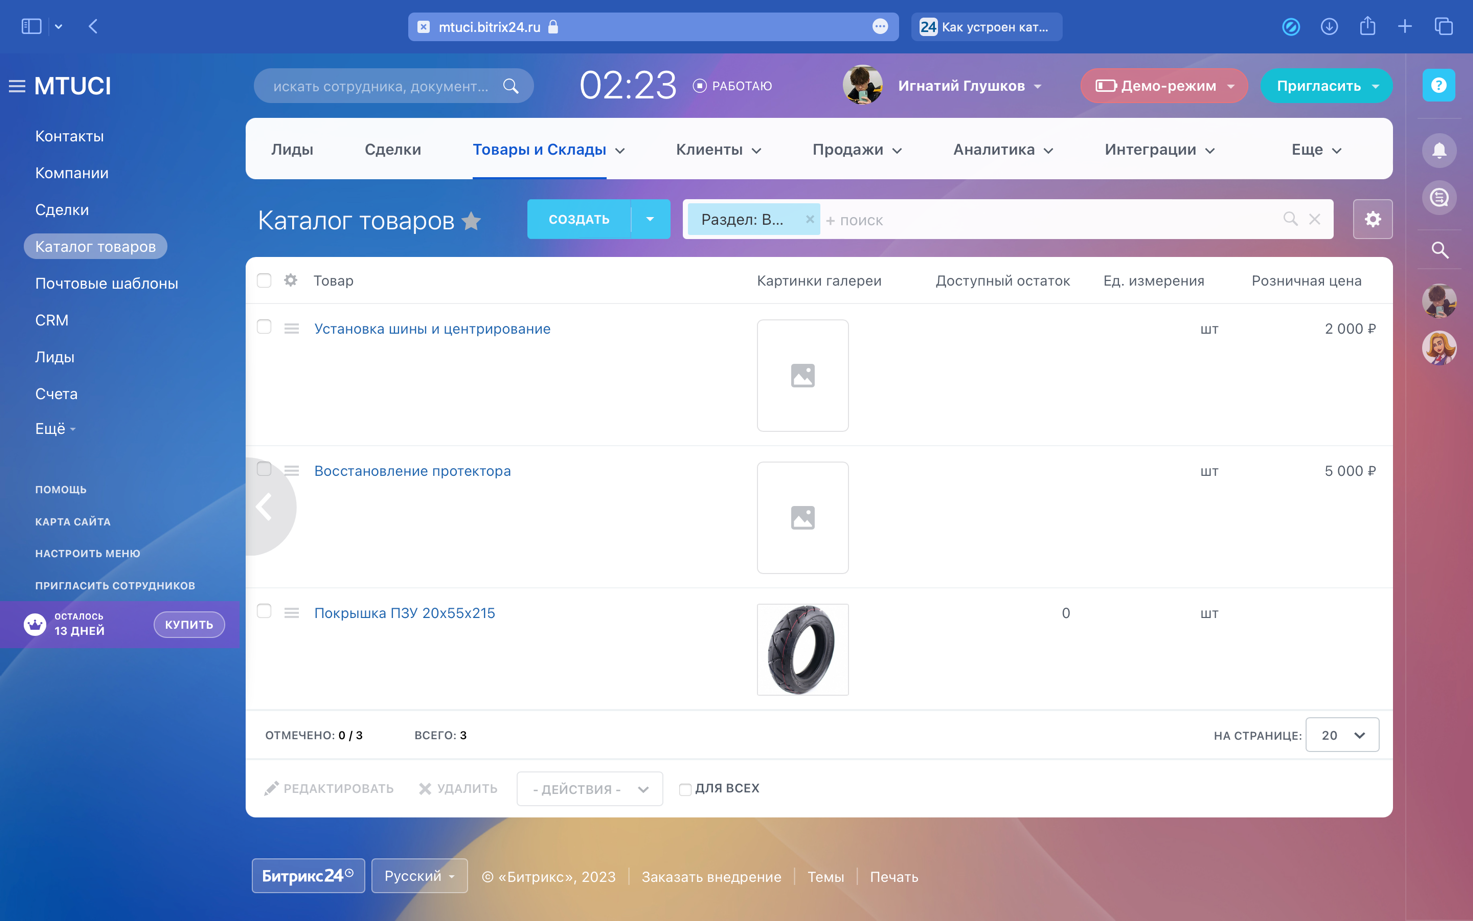 mtuci.bitrix24.ru
24 Как устроен кат...
MTUCI
искать сотрудника, документ...
02:23
РАБОТАЮ
Игнатий Глушков
Демо-режим
Пригласить
?
Контакты
Компании
Сделки
Каталог товаров
Почтовые шаблоны
CRM
Лиды
Счета
Ещё
ПОМОЩЬ
КАРТА САЙТА
НАСТРОИТЬ МЕНЮ
ПРИГЛАСИТЬ СОТРУДНИКОВ
ОСТАЛОСЬ
13 ДНЕЙ
КУПИТЬ
Лиды
Сделки
Товары и Склады
Клиенты
Продажи
Аналитика
Интеграции
Еще
Каталог товаров
СОЗДАТЬ
Раздел: В...
+ поиск
Товар
Картинки галереи
Доступный остаток
Ед. измерения
Розничная цена
Установка шины и центрирование
шт
2 000 ₽
Восстановление протектора
шт
5 000 ₽
Покрышка ПЗУ 20x55x215
0
шт
ОТМЕЧЕНО: 0 / 3
ВСЕГО: 3
НА СТРАНИЦЕ: 20
РЕДАКТИРОВАТЬ
УДАЛИТЬ
- ДЕЙСТВИЯ -
ДЛЯ ВСЕХ
Битрикс24
Русский
© «Битрикс», 2023
Заказать внедрение
Темы
Печать